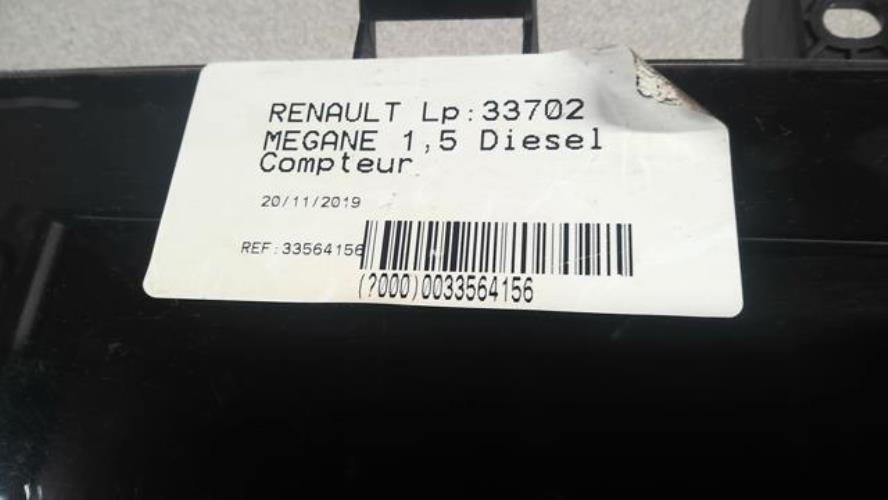 RENAULT Lp:33702
MEGANE 1,5 Diesel
Compteur
20/11/2019
REF:33564156
(?000)0033564156